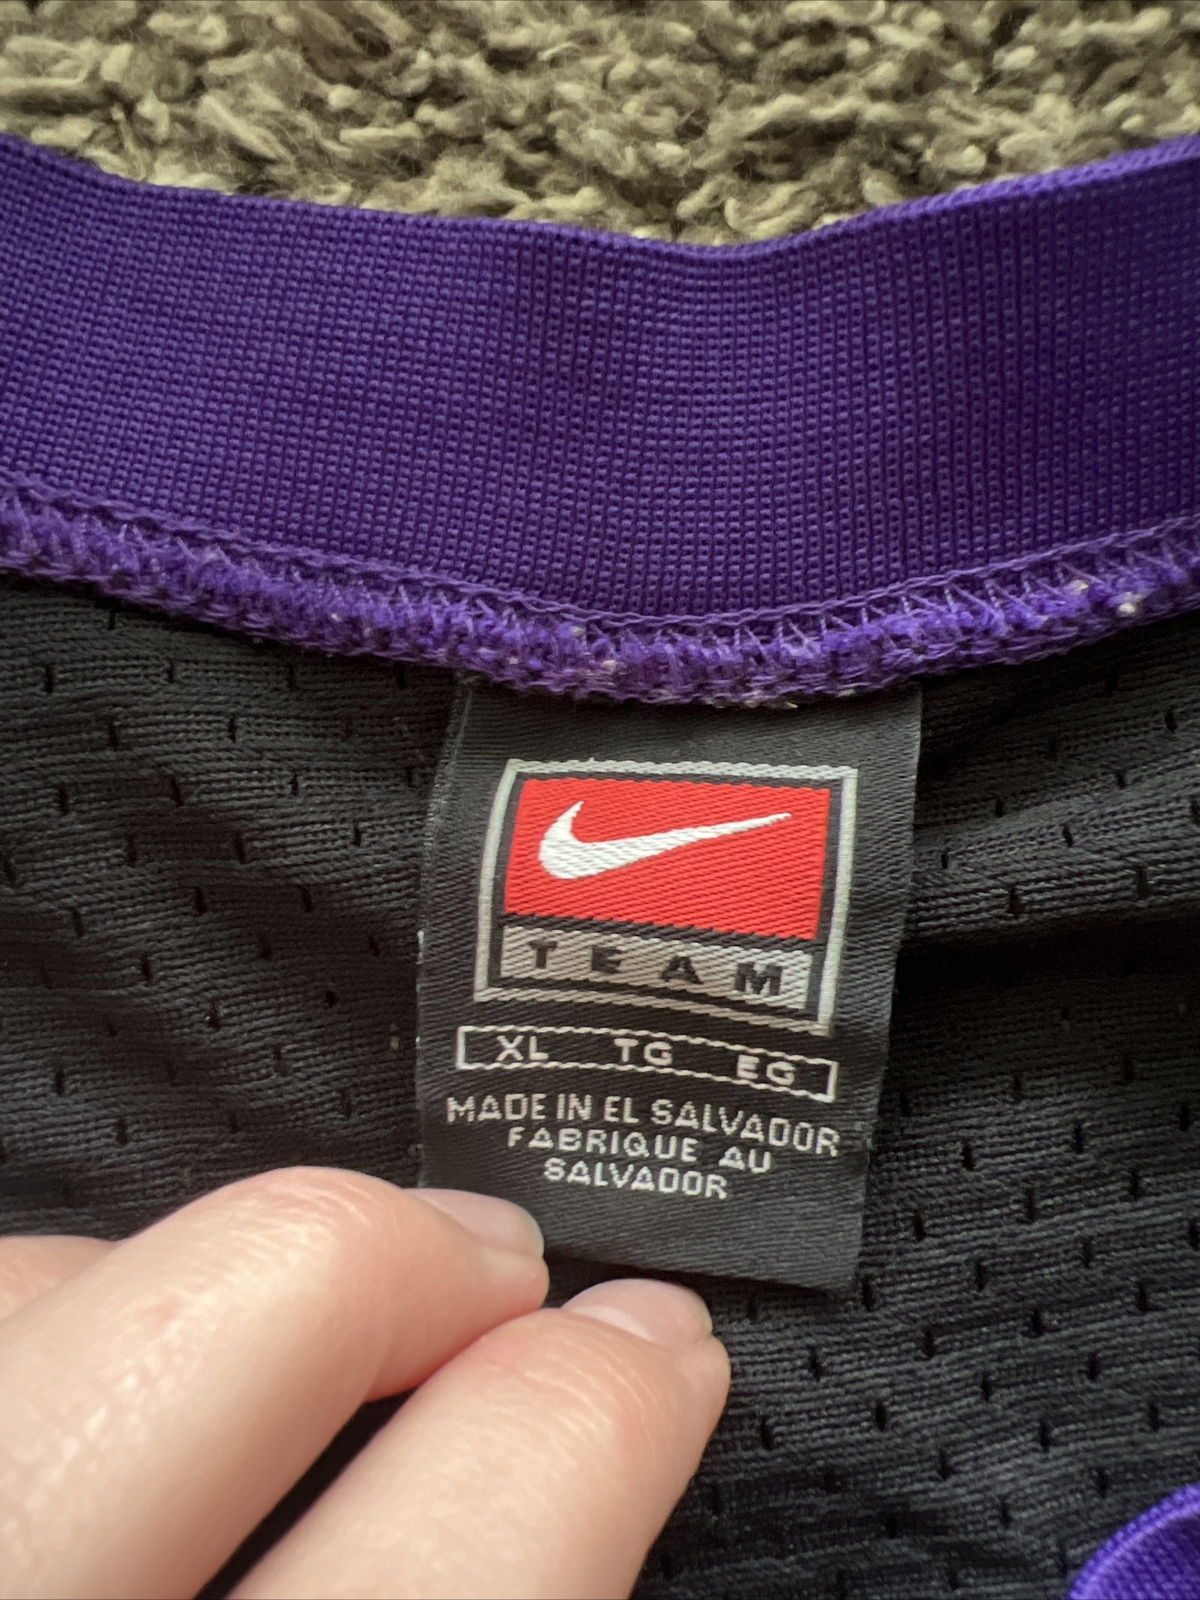 TEAM
XL TG EG
MADE IN EL SALVADOR
FABRIQUE AU
SALVADOR